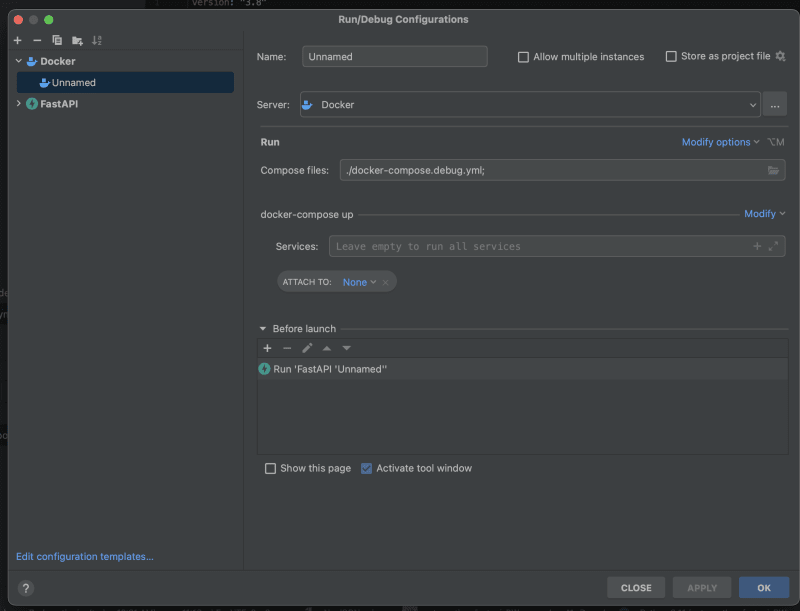 version: "3.8"
Run/Debug Configurations
Docker
Unnamed
FastAPI
Name: Unnamed
Allow multiple instances
Store as project file
Server: Docker
...
Run
Modify options ⌥M
Compose files: ./docker-compose.debug.yml;
docker-compose up
Modify
Services: Leave empty to run all services
ATTACH TO: None
Before launch
Run 'FastAPI 'Unnamed''
Show this page
Activate tool window
Edit configuration templates...
?
CLOSE
APPLY
OK